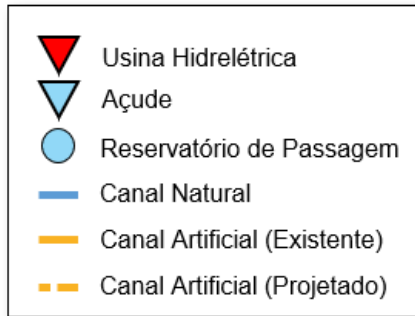 Usina Hidrelétrica
Açude
Reservatório de Passagem
Canal Natural
Canal Artificial (Existente)
Canal Artificial (Projetado)